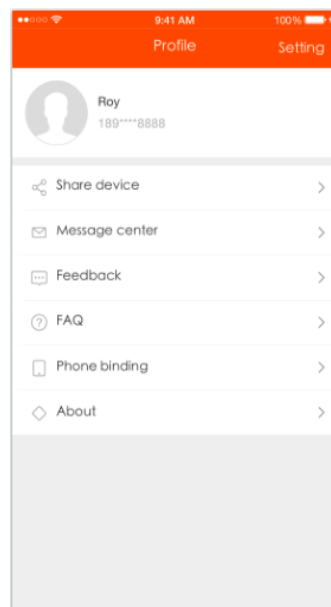 9:41 AM 100%
Profile Setting
Roy
189****8888
Share device
Message center
Feedback
FAQ
Phone binding
About